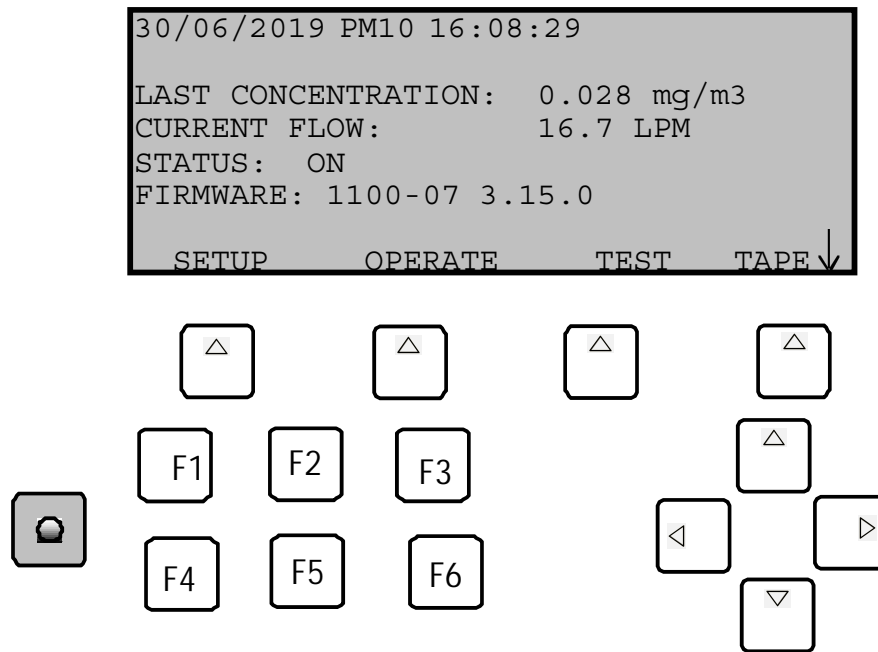 30/06/2019 PM10 16:08:29
LAST CONCENTRATION: 0.028 mg/m3
CURRENT FLOW: 16.7 LPM
STATUS: ON
FIRMWARE: 1100-07 3.15.0
SETUP OPERATE TEST TAPE
F1 F2 F3
F4 F5 F6